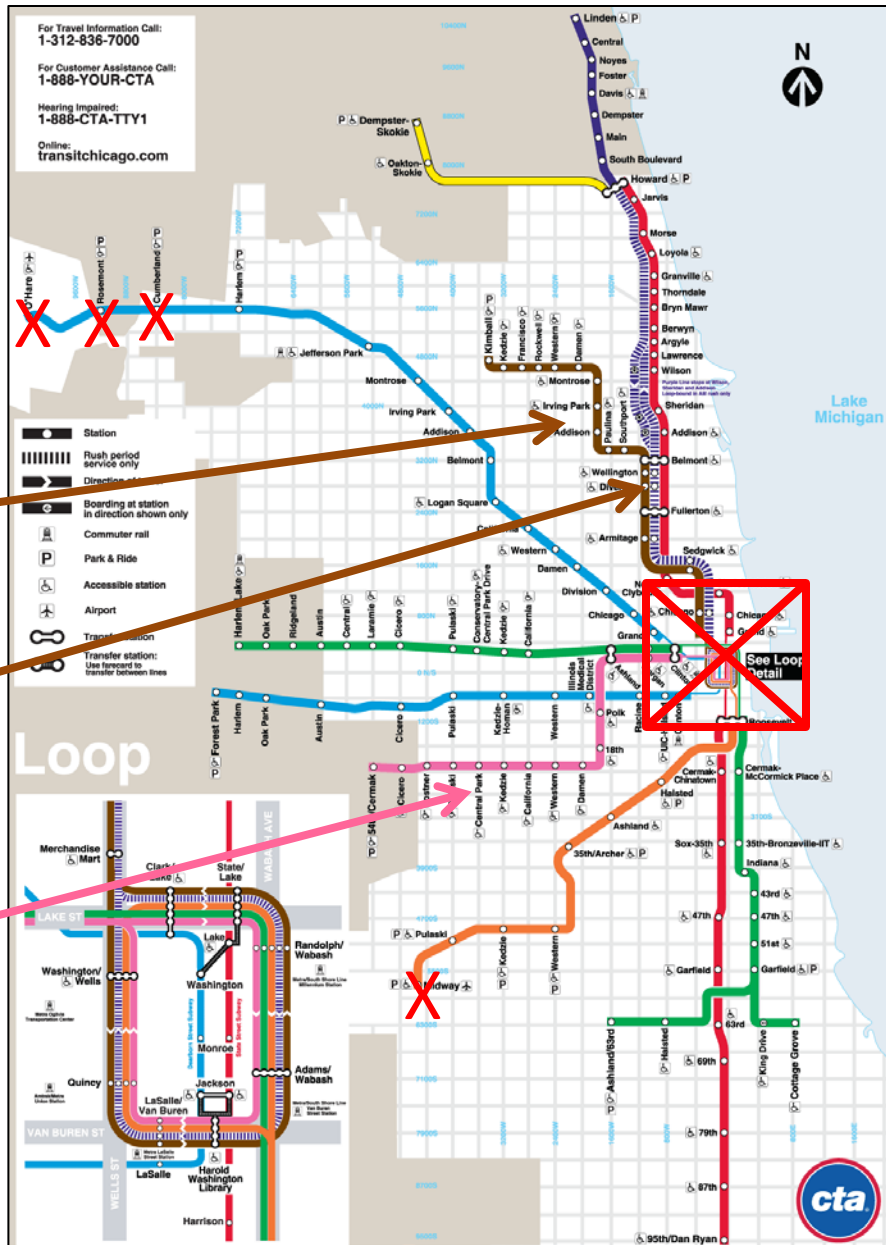 For Travel Information Call:
1-312-836-7000
For Customer Assistance Call:
1-888-YOUR-CTA
Hearing Impaired:
1-888-CTA-TTY1
Online:
transitchicago.com
N
Linden
Central
Noyes
Foster
Davis
Dempster
Main
South Boulevard
Howard
Jarvis
Morse
Loyola
Granville
Thorndale
Bryn Mawr
Berwyn
Argyle
Lawrence
Wilson
Sheridan
Addison
Belmont
Wellington
Fullerton
Armitage
Sedgwick
P Dempster-
Skokie
Oakton-
Skokie
O'Hare
Rosemont
Cumberland
Harlem
Jefferson Park
Montrose
Irving Park
Addison
Belmont
Logan Square
Western
Damen
Division
Chicago
Grand
Kimball
Kedzie
Francisco
Rockwell
Western
Damen
Montrose
Irving Park
Addison
Paulina
Southport
Lake
Michigan
Station
Rush period
service only
Direction of
Boarding at station
in direction shown only
Commuter rail
P Park & Ride
Accessible station
Airport
Transfer station
Transfer station:
Use farecard to
transfer between lines
Harlem/Lake
Oak Park
Ridgeland
Austin
Central
Laramie
Cicero
Pulaski
Conservatory-
Central Park Drive
Kedzie
California
Ashland
See Loop
Detail
Forest Park
Harlem
Oak Park
Austin
Cicero
Pulaski
Kedzie-
Homan
Western
Illinois
Medical
District
Racine
Polk
18th
54th/Cermak
Cicero
Central Park
Kedzie
California
Western
Damen
Roosevelt
Cermak-
Chinatown
Cermak-
McCormick Place
Halsted
Ashland
35th/Archer
Sox-35th
35th-Bronzeville-IIT
Indiana
43rd
47th
47th
51st
Garfield
Garfield
63rd
Pulaski
Kedzie
Western
Midway
Ashland/63rd
Halsted
King Drive
Cottage Grove
69th
79th
87th
95th/Dan Ryan
Loop
Merchandise
Mart
Clark/
Lake
State/
Lake
WABASH AVE
LAKE ST
Lake
Randolph/
Wabash
Washington/
Wells
Washington
Monroe
Jackson
Adams/
Wabash
Quincy
LaSalle/
Van Buren
VAN BUREN ST
LaSalle
WELLS ST
Harold
Washington
Library
Harrison
cta